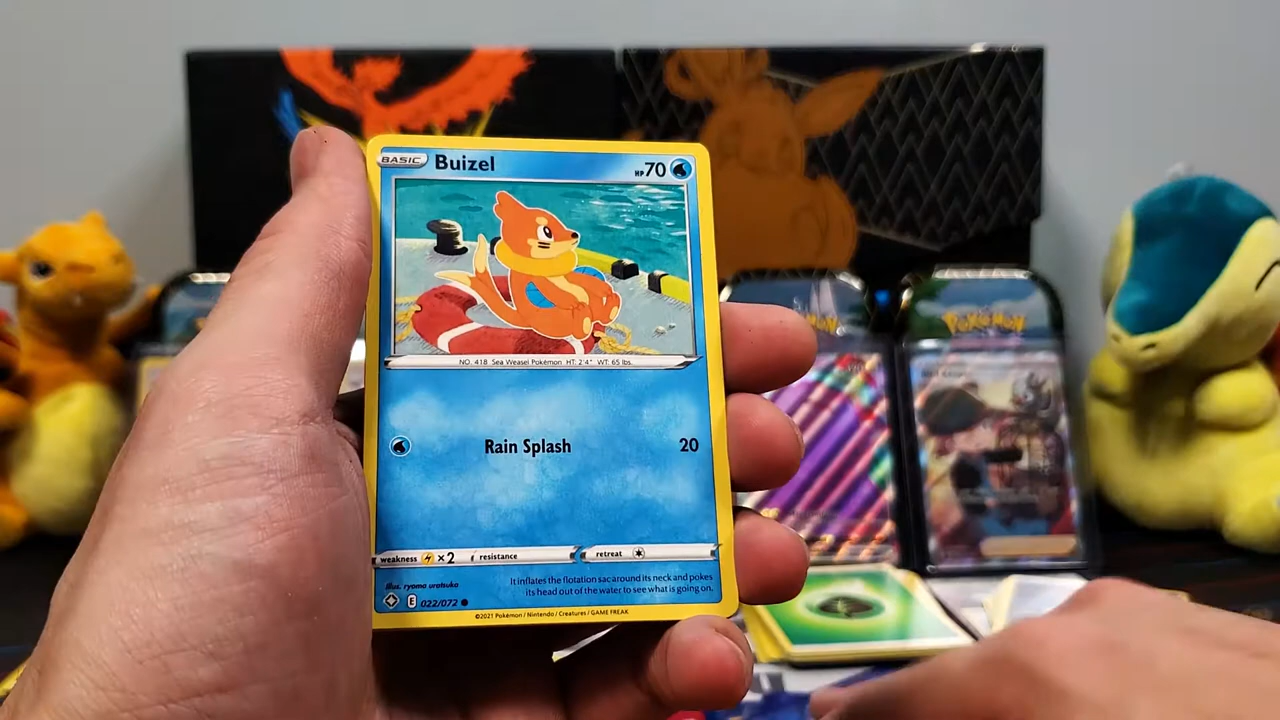 BASIC Buizel HP 70
NO. 418 Sea Weasel Pokémon HT: 2'4" WT: 65 lbs.
Rain Splash 20
weakness ×2 resistance retreat
Illus. ryoma uratsuka
It inflates the flotation sac around its neck and pokes
its head out of the water to see what is going on.
E 022/072
©2021 Pokémon / Nintendo / Creatures / GAME FREAK
Pokémon